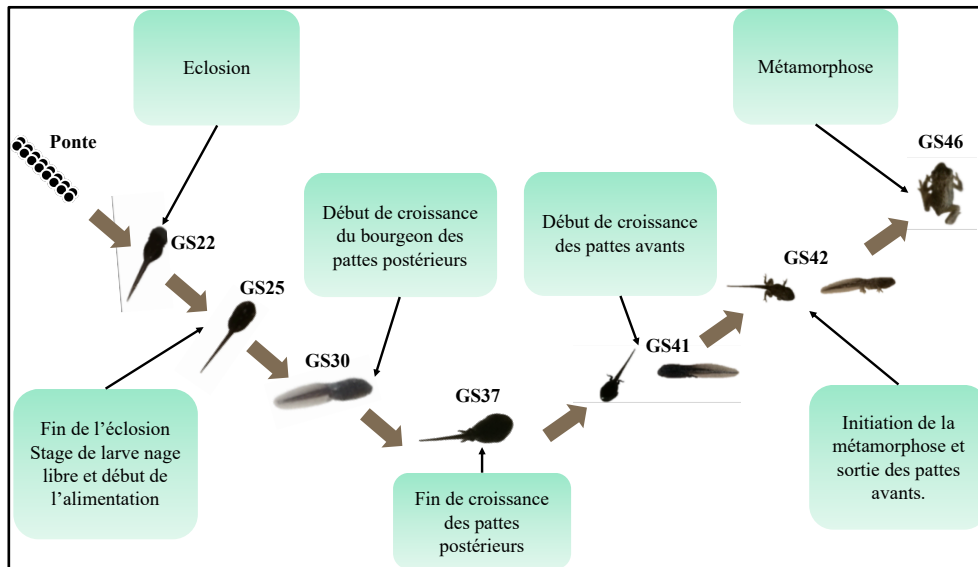 Eclosion
Métamorphose
Ponte
GS46
GS22
Début de croissance
du bourgeon des
pattes postérieurs
Début de croissance
des pattes avants
GS42
GS25
GS30
GS41
GS37
Fin de l'éclosion
Stage de larve nage
libre et début de
l'alimentation
Initiation de la
métamorphose et
sortie des pattes
avants.
Fin de croissance
des pattes
postérieurs